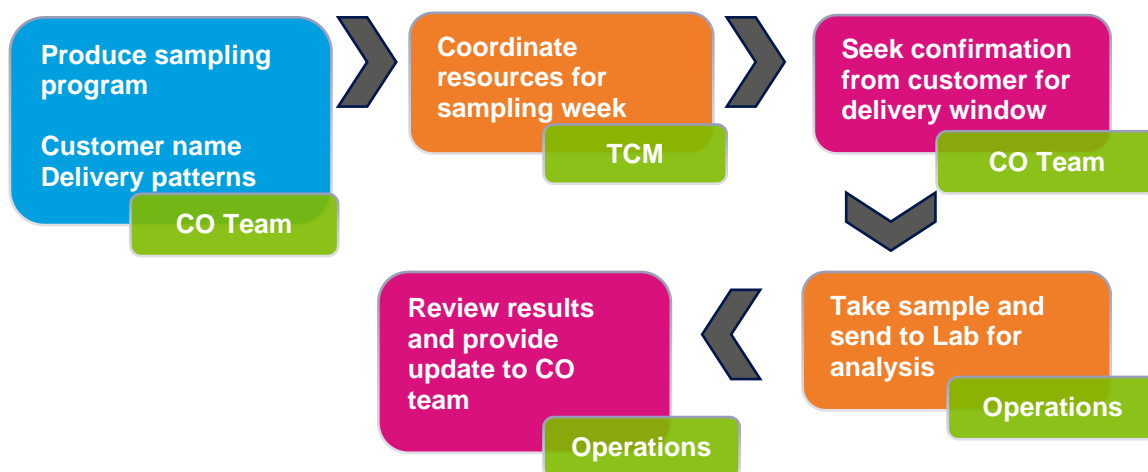 Produce sampling
program
Customer name
Delivery patterns
CO Team
Coordinate
resources for
sampling week
TCM
Seek confirmation
from customer for
delivery window
CO Team
Take sample and
send to Lab for
analysis
Operations
Review results
and provide
update to CO
team
Operations